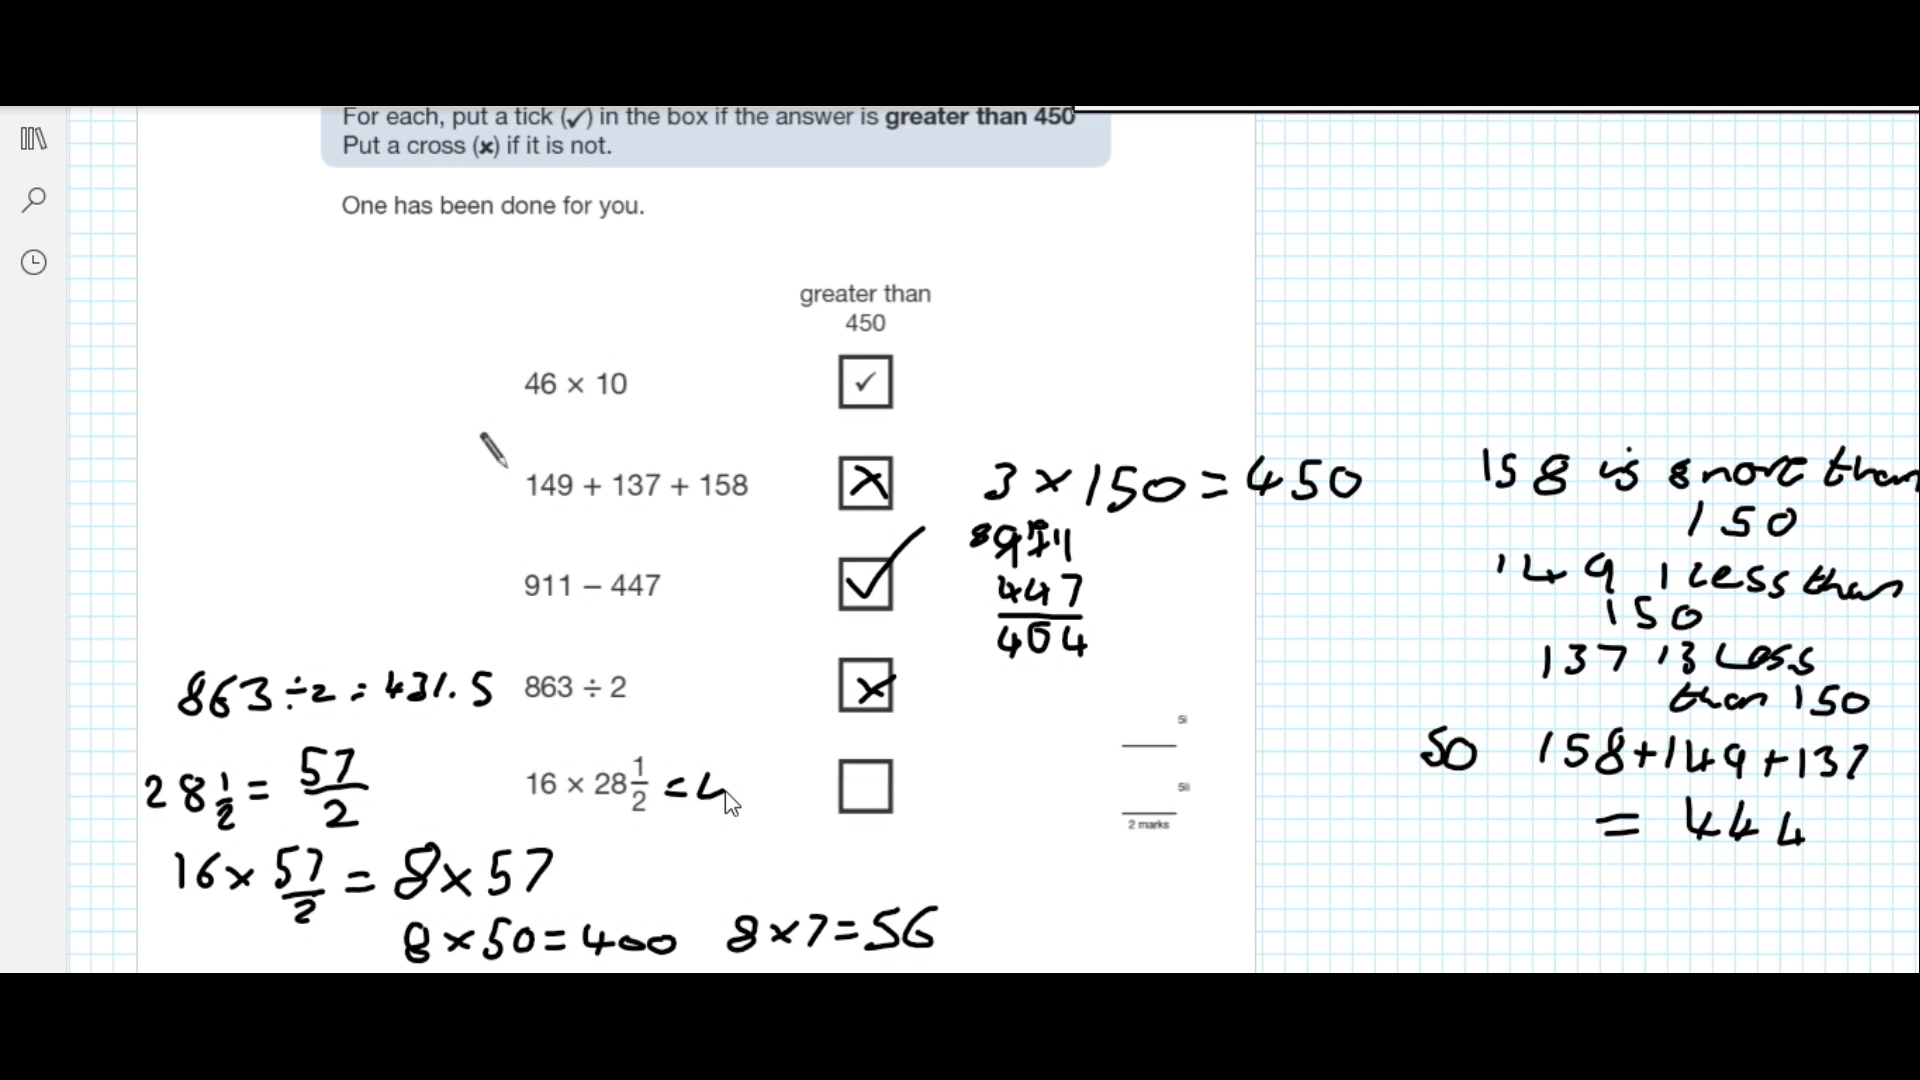 For each, put a tick (✓) in the box if the answer is greater than 450
Put a cross (×) if it is not.
One has been done for you.
greater than
450
46 × 10 ✓
149 + 137 + 158 ×
3 × 150 = 450
911 − 447 ✓
447
863 ÷ 2 = 431.5
863 ÷ 2 ×
16 × 28 1/2 = 4
28 1/2 = 57/2
16 × 57/2 = 8 × 57
8 × 50 = 400
8 × 7 = 56
5i
5ii
2 marks
158 is 8 more than
150
149 1 less than
150
137 13 Less
than 150
So 158+149+137
= 444